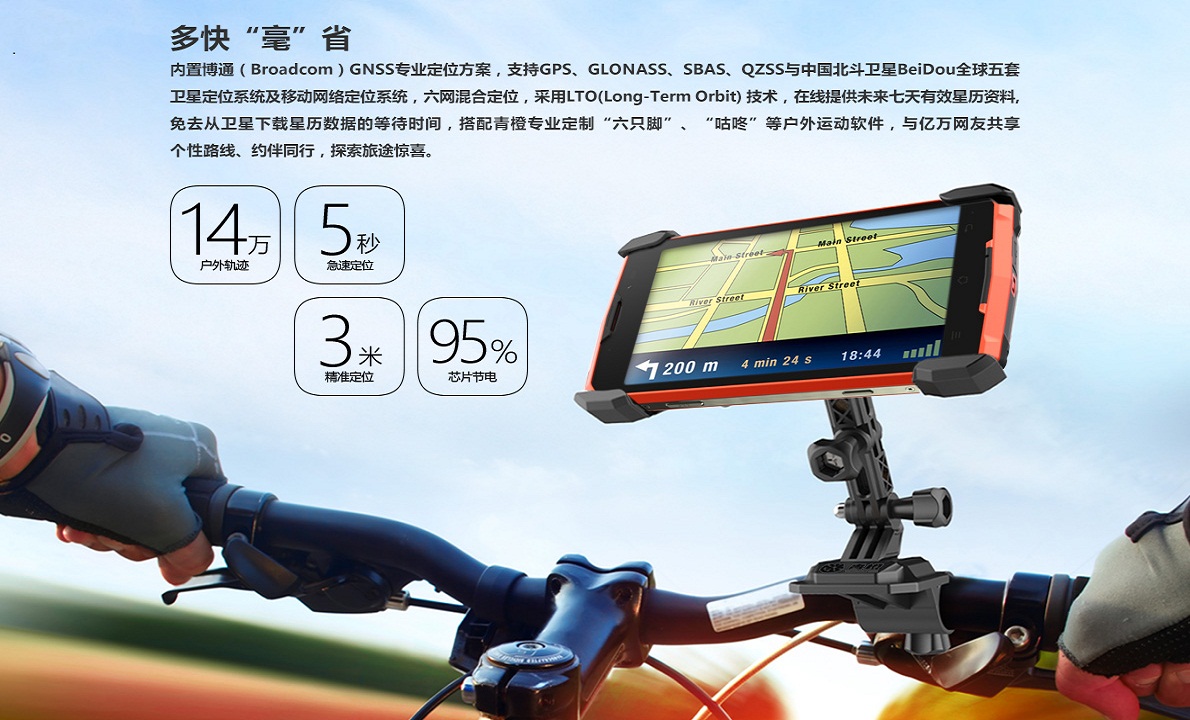 多快“毫”省
内置博通（Broadcom）GNSS专业定位方案，支持GPS、GLONASS、SBAS、QZSS与中国北斗卫星BeiDou全球五套
卫星定位系统及移动网络定位系统，六网混合定位，采用LTO(Long-Term Orbit) 技术，在线提供未来七天有效星历资料,
免去从卫星下载星历数据的等待时间，搭配青橙专业定制“六只脚”、“咕咚”等户外运动软件，与亿万网友共享
个性路线、约伴同行，探索旅途惊喜。
14万
户外轨迹
5秒
急速定位
3米
精准定位
95%
芯片节电
Main Street
Main Street
River Street
River Street
200 m
4 min 24 s
18:44